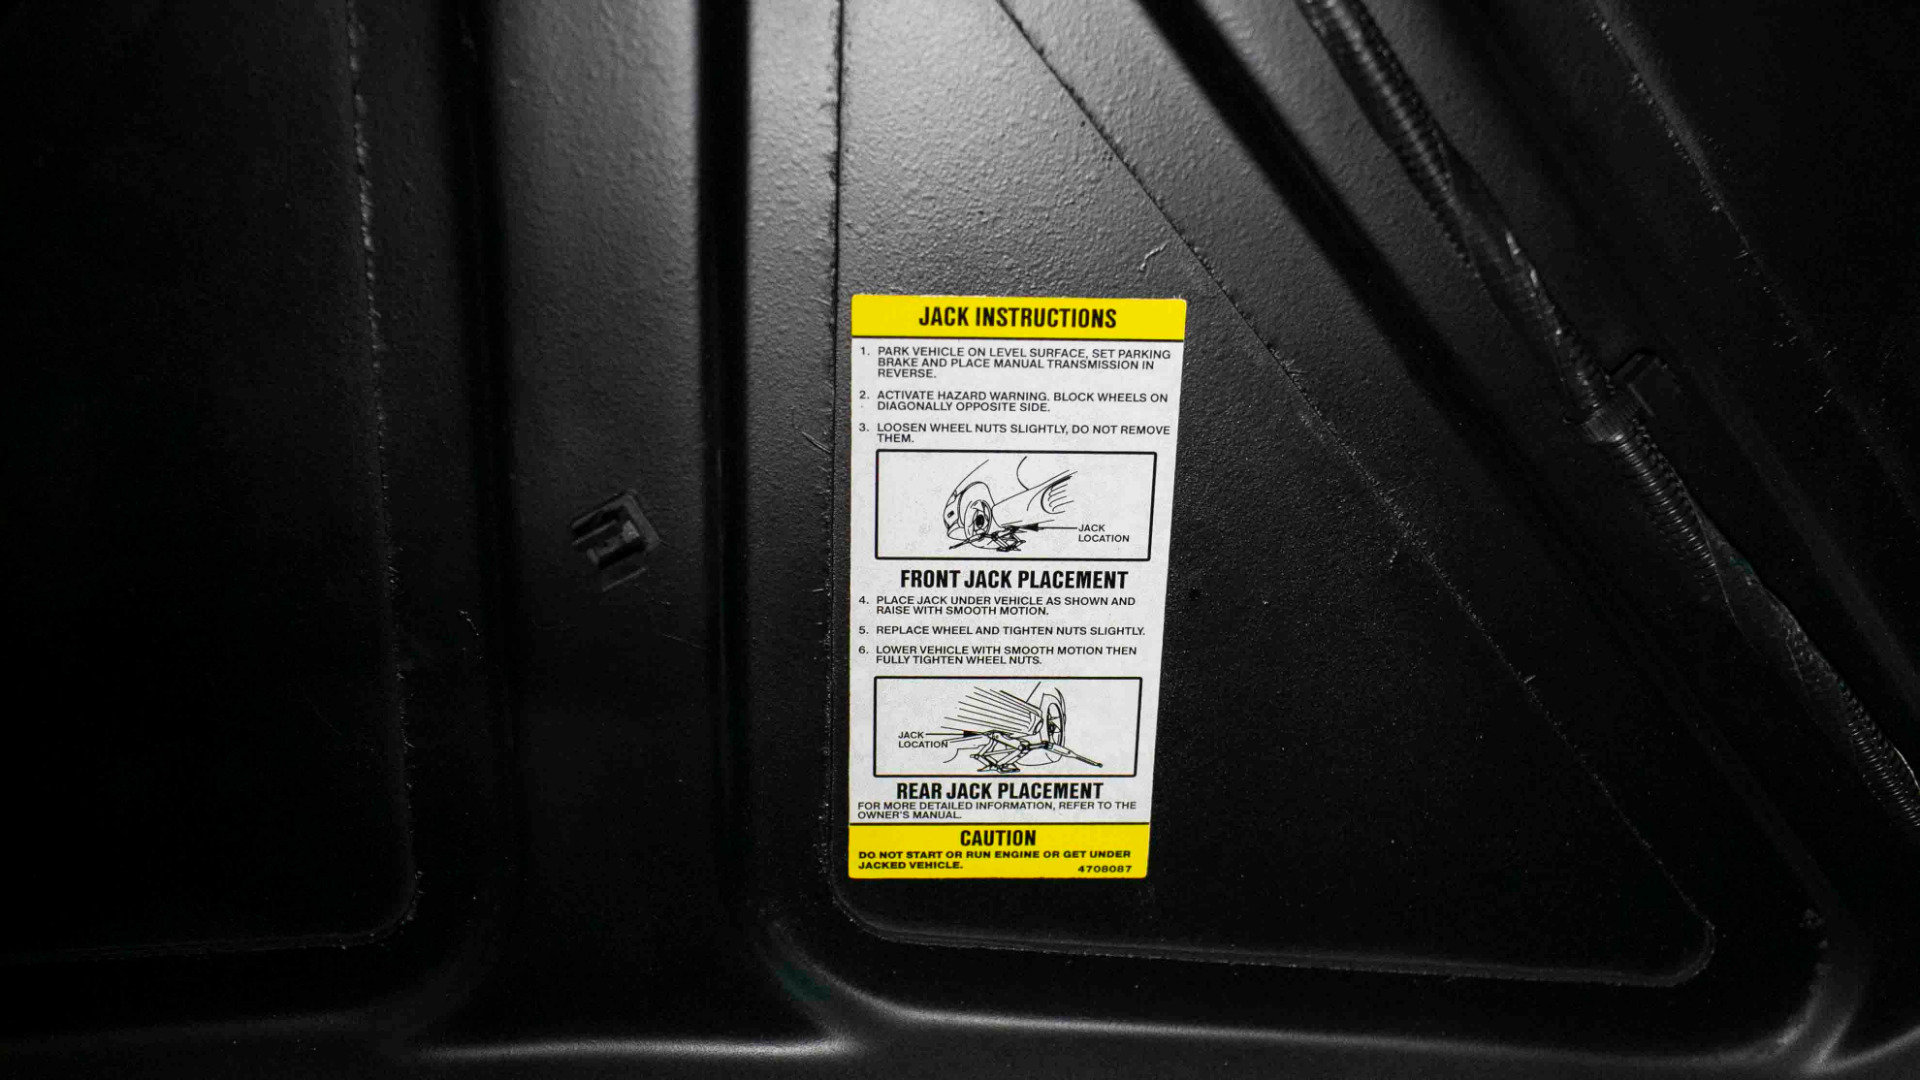 JACK INSTRUCTIONS
1. PARK VEHICLE ON LEVEL SURFACE, SET PARKING
BRAKE AND PLACE MANUAL TRANSMISSION IN
REVERSE.
2. ACTIVATE HAZARD WARNING. BLOCK WHEELS ON
DIAGONALLY OPPOSITE SIDE.
3. LOOSEN WHEEL NUTS SLIGHTLY, DO NOT REMOVE
THEM.
JACK
LOCATION
FRONT JACK PLACEMENT
4. PLACE JACK UNDER VEHICLE AS SHOWN AND
RAISE WITH SMOOTH MOTION.
5. REPLACE WHEEL AND TIGHTEN NUTS SLIGHTLY.
6. LOWER VEHICLE WITH SMOOTH MOTION THEN
FULLY TIGHTEN WHEEL NUTS.
JACK
LOCATION
REAR JACK PLACEMENT
FOR MORE DETAILED INFORMATION, REFER TO THE
OWNER'S MANUAL.
CAUTION
DO NOT START OR RUN ENGINE OR GET UNDER
JACKED VEHICLE.
4708087